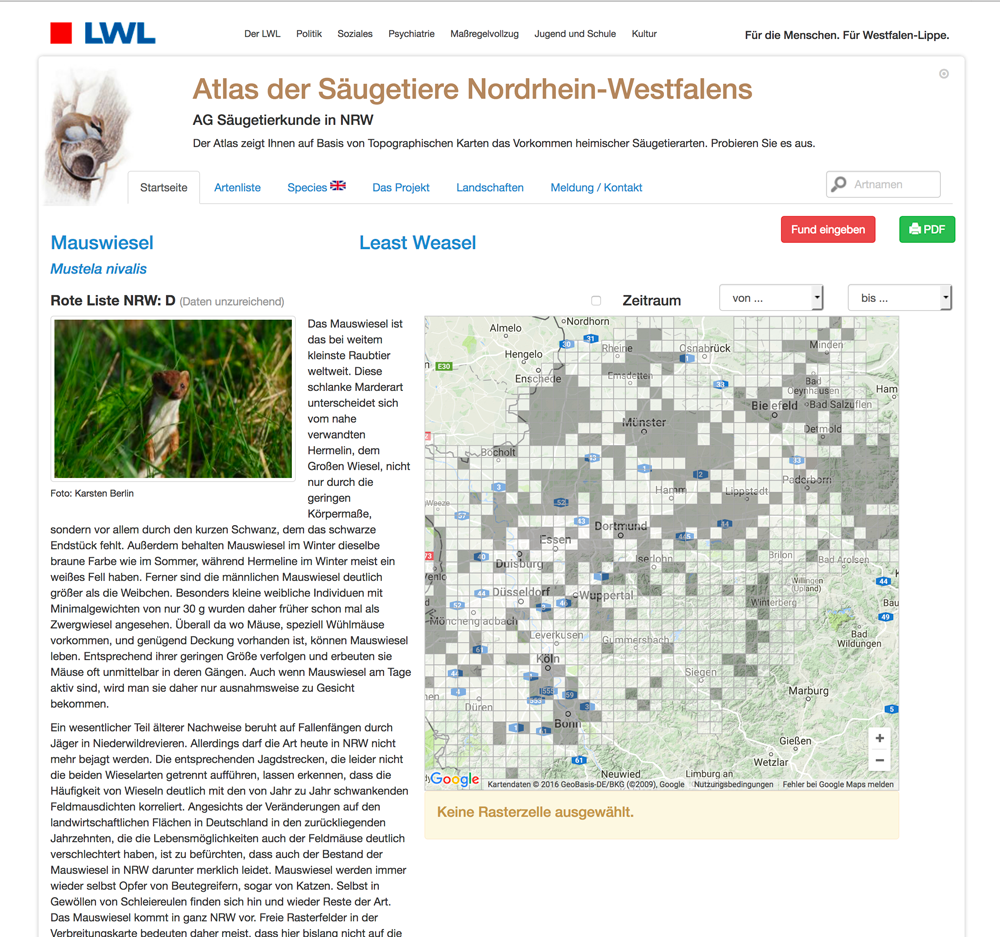 LWL
Der LWL Politik Soziales Psychiatrie Maßregelvollzug Jugend und Schule Kultur
Für die Menschen. Für Westfalen-Lippe.
Atlas der Säugetiere Nordrhein-Westfalens
AG Säugetierkunde in NRW
Der Atlas zeigt Ihnen auf Basis von Topographischen Karten das Vorkommen heimischer Säugetierarten. Probieren Sie es aus.
Startseite Artenliste Species Das Projekt Landschaften Meldung / Kontakt
Artnamen
Mauswiesel
Least Weasel
Fund eingeben
PDF
Mustela nivalis
Rote Liste NRW: D (Daten unzureichend)
Zeitraum
von ...
bis ...
Das Mauswiesel ist
das bei weitem
kleinste Raubtier
weltweit. Diese
schlanke Marderart
unterscheidet sich
vom nahe
verwandten
Hermelin, dem
Großen Wiesel, nicht
nur durch die
geringen
Körpermaße,
Foto: Karsten Berlin
sondern vor allem durch den kurzen Schwanz, dem das schwarze
Endstück fehlt. Außerdem behalten Mauswiesel im Winter dieselbe
braune Farbe wie im Sommer, während Hermeline im Winter meist ein
weißes Fell haben. Ferner sind die männlichen Mauswiesel deutlich
größer als die Weibchen. Besonders kleine weibliche Individuen mit
Minimalgewichten von nur 30 g wurden daher früher schon mal als
Zwergwiesel angesehen. Überall da wo Mäuse, speziell Wühlmäuse
vorkommen, und genügend Deckung vorhanden ist, können Mauswiesel
leben. Entsprechend ihrer geringen Größe verfolgen und erbeuten sie
Mäuse oft unmittelbar in deren Gängen. Auch wenn Mauswiesel am Tage
aktiv sind, wird man sie daher nur ausnahmsweise zu Gesicht
bekommen.
Ein wesentlicher Teil älterer Nachweise beruht auf Fallenfängen durch
Jäger in Niederwildrevieren. Allerdings darf die Art heute in NRW nicht
mehr bejagt werden. Die entsprechenden Jagdstrecken, die leider nicht
die beiden Wieselarten getrennt aufführen, lassen erkennen, dass die
Häufigkeit von Wieseln deutlich mit den von Jahr zu Jahr schwankenden
Feldmausdichten korreliert. Angesichts der Veränderungen auf den
landwirtschaftlichen Flächen in Deutschland in den zurückliegenden
Jahrzehnten, die die Lebensmöglichkeiten auch der Feldmäuse deutlich
verschlechtert haben, ist zu befürchten, dass auch der Bestand der
Mauswiesel in NRW darunter merklich leidet. Mauswiesel werden immer
wieder selbst Opfer von Beutegreifern, sogar von Katzen. Selbst in
Gewöllen von Schleiereulen finden sich hin und wieder Reste der Art.
Das Mauswiesel kommt in ganz NRW vor. Freie Rasterfelder in der
Verbreitungskarte bedeuten daher meist, dass hier bislang nicht auf die
Nordhorn
Almelo
Rheine
Osnabrück
Minden
Hengelo
E30
Enschede
Emsdetten
Bad
Oeynhausen
Ham
Bielefeld
Bad Salzuflen
Münster
Detmold
Bocholt
Paderborn
Hamm
Lippstadt
Weeze
Dortmund
Essen
Duisburg
Iserlohn
Brilon
Bad Arolsen
Venlo
Willingen
(Upland)
Düsseldorf
Wuppertal
Winterberg
Mönchengladbach
Bad
Wildungen
Leverkusen
Gummersbach
Köln
Siegen
Marburg
Düren
Bonn
Gießen
Wetzlar
Neuwied
Limburg an
Google
Kartendaten © 2016 GeoBasis-DE/BKG (©2009), Google Nutzungsbedingungen Fehler bei Google Maps melden
Keine Rasterzelle ausgewählt.